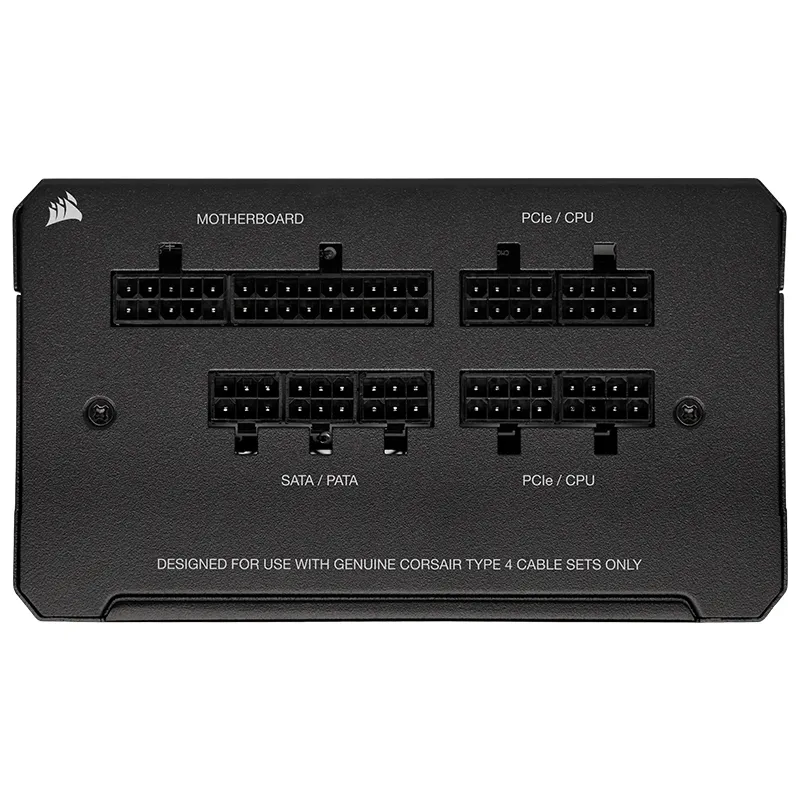 MOTHERBOARD
PCIe / CPU
SATA / PATA
PCIe / CPU
DESIGNED FOR USE WITH GENUINE CORSAIR TYPE 4 CABLE SETS ONLY